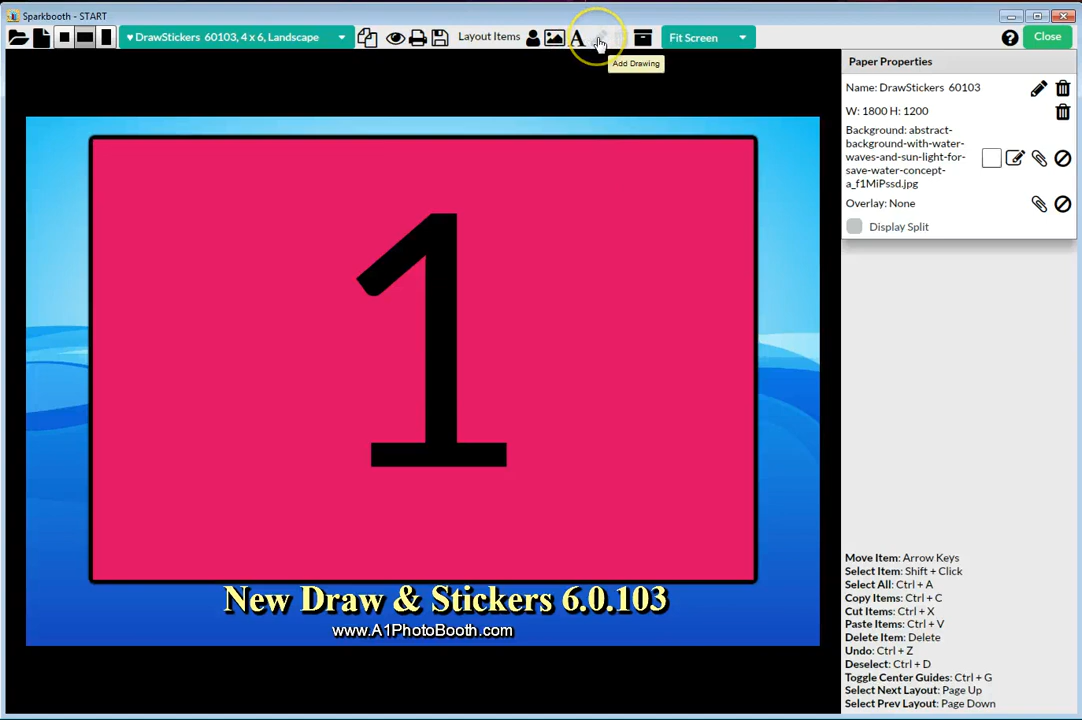 Sparkbooth - START
♥ DrawStickers 60103, 4 x 6, Landscape
Layout Items
A
Fit Screen
Close
Add Drawing
Paper Properties
Name: DrawStickers 60103
W: 1800 H: 1200
Background: abstract-
background-with-water-
waves-and-sun-light-for-
save-water-concept-
a_f1MiPssd.jpg
Overlay: None
Display Split
1
New Draw & Stickers 6.0.103
www.A1PhotoBooth.com
Move Item: Arrow Keys
Select Item: Shift + Click
Select All: Ctrl + A
Copy Items: Ctrl + C
Cut Items: Ctrl + X
Paste Items: Ctrl + V
Delete Item: Delete
Undo: Ctrl + Z
Deselect: Ctrl + D
Toggle Center Guides: Ctrl + G
Select Next Layout: Page Up
Select Prev Layout: Page Down